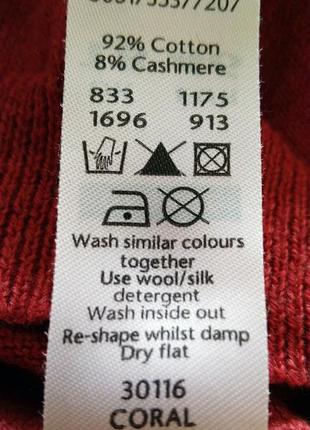 92% Cotton
8% Cashmere
833 1175
1696 913
Wash similar colours
together
Use wool/silk
detergent
Wash inside out
Re-shape whilst damp
Dry flat
30116
CORAL